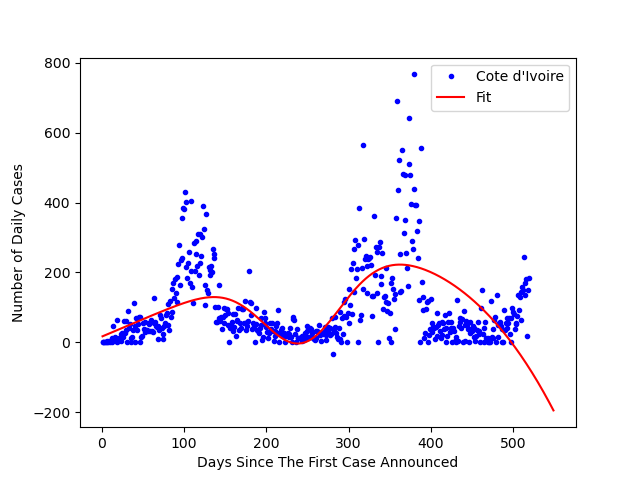 800
600
400
200
0
−200
0 100 200 300 400 500
Number of Daily Cases
Days Since The First Case Announced
Cote d'Ivoire
Fit